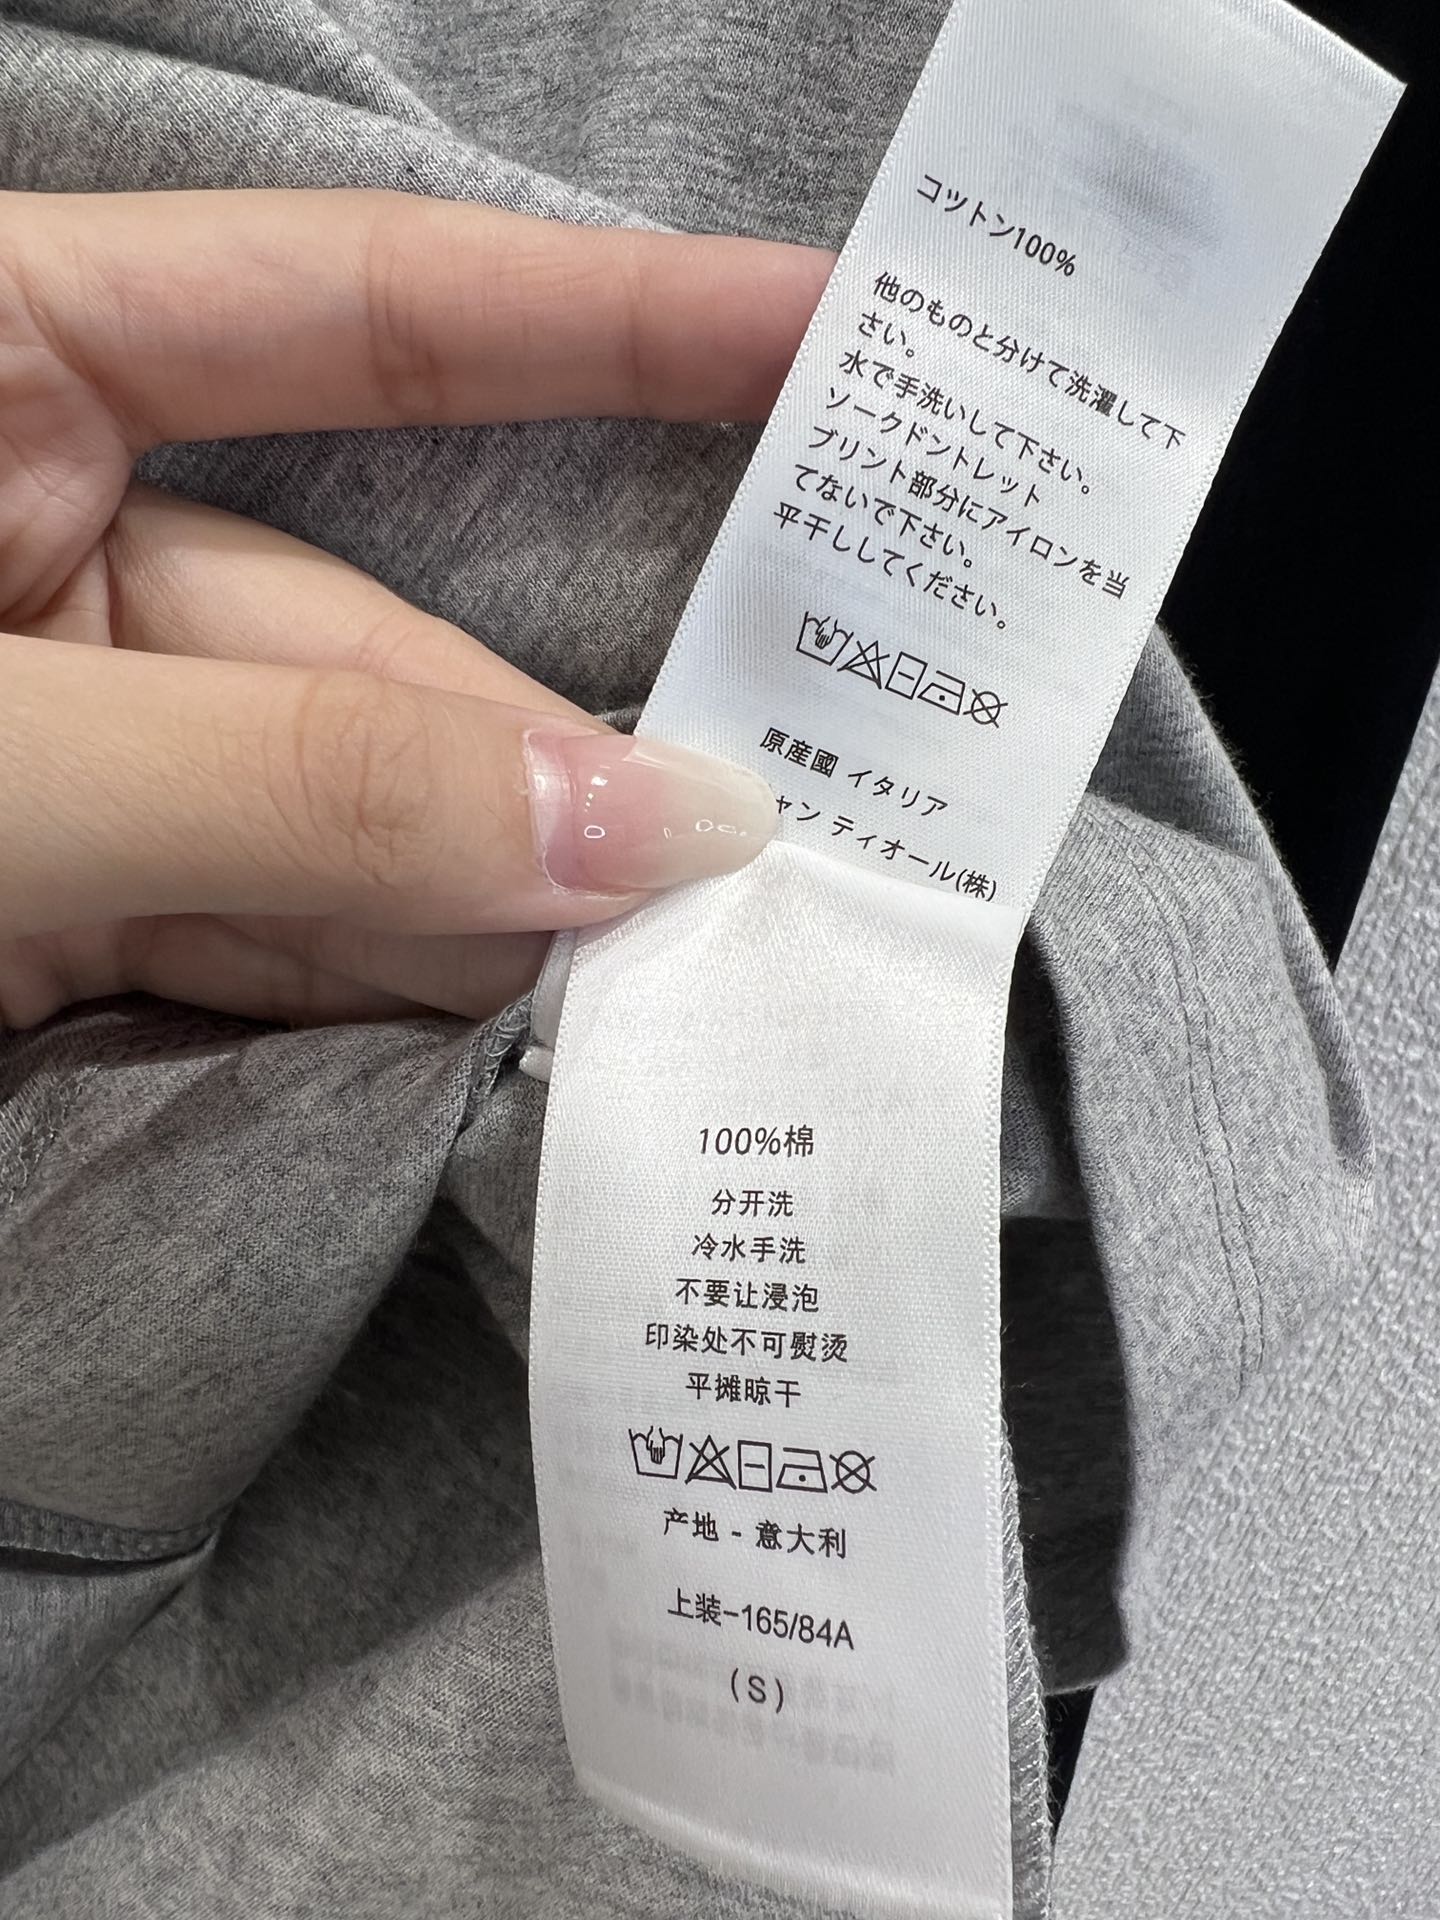 コットン100%
他のものと分けて洗濯して下
さい。
水で手洗いして下さい。
ソークドントレット
プリント部分にアイロンを当
てないで下さい。
平干ししてください。
原産國 イタリア
ャン ディオール(株)
100%棉
分开洗
冷水手洗
不要让浸泡
印染处不可熨烫
平摊晾干
产地 - 意大利
上装-165/84A
(S)